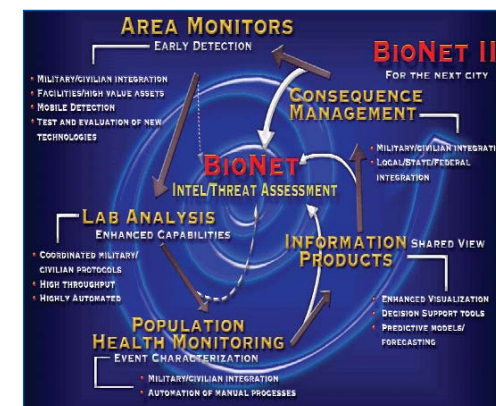 AREA MONITORS
EARLY DETECTION
• MILITARY/CIVILIAN INTEGRATION
• FACILITIES/HIGH VALUE ASSETS
• MOBILE DETECTION
• TEST AND EVALUATION OF NEW
TECHNOLOGIES
BIONET II
FOR THE NEXT CITY
CONSEQUENCE
MANAGEMENT
• MILITARY/CIVILIAN INTEGRATI
• LOCAL/STATE/FEDERAL
INTEGRATION
BIONET
INTEL/THREAT ASSESSMENT
LAB ANALYSIS
ENHANCED CAPABILITIES
• COORDINATED MILITARY/
CIVILIAN PROTOCOLS
• HIGH THROUGHPUT
• HIGHLY AUTOMATED
INFORMATION SHARED VIEW
PRODUCTS
• ENHANCED VISUALIZATION
• DECISION SUPPORT TOOLS
• PREDICTIVE MODELS/
FORECASTING
POPULATION
HEALTH MONITORING
EVENT CHARACTERIZATION
• MILITARY/CIVILIAN INTEGRATION
• AUTOMATION OF MANUAL PROCESSES